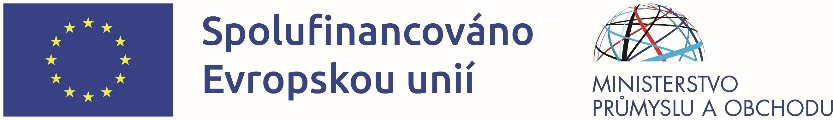 Spolufinancováno
Evropskou unií
MINISTERSTVO
PRŮMYSLU A OBCHODU